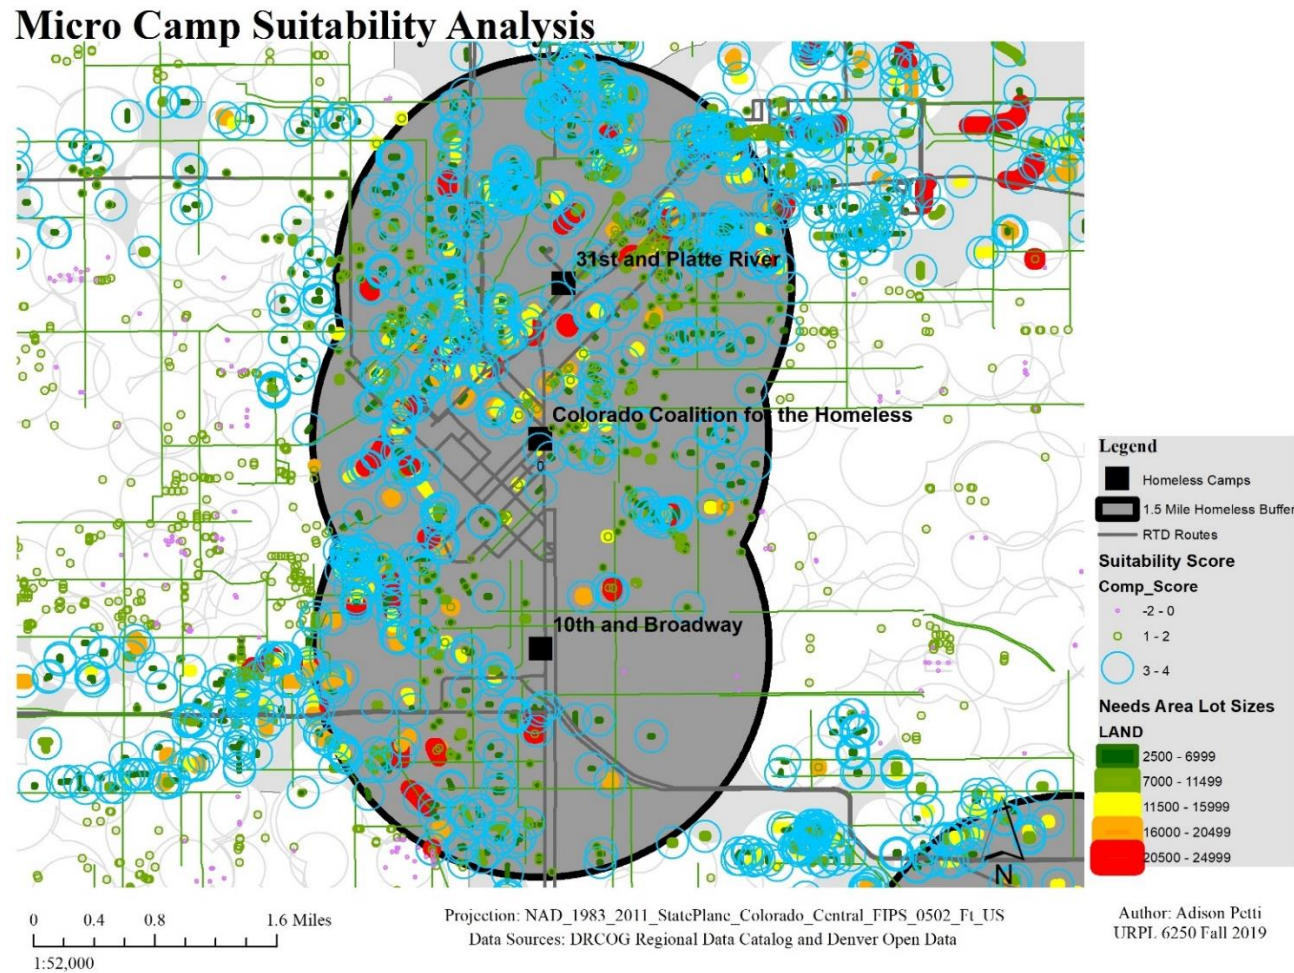 Micro Camp Suitability Analysis
31st and Platte River
Colorado Coalition for the Homeless
0
10th and Broadway
N
Legend
Homeless Camps
1.5 Mile Homeless Buffer
RTD Routes
Suitability Score
Comp_Score
-2 - 0
1 - 2
3 - 4
Needs Area Lot Sizes
LAND
2500 - 6999
7000 - 11499
11500 - 15999
16000 - 20499
20500 - 24999
0 0.4 0.8 1.6 Miles
1:52,000
Projection: NAD_1983_2011_StatePlane_Colorado_Central_FIPS_0502_Ft_US
Data Sources: DRCOG Regional Data Catalog and Denver Open Data
Author: Adison Petti
URPL 6250 Fall 2019